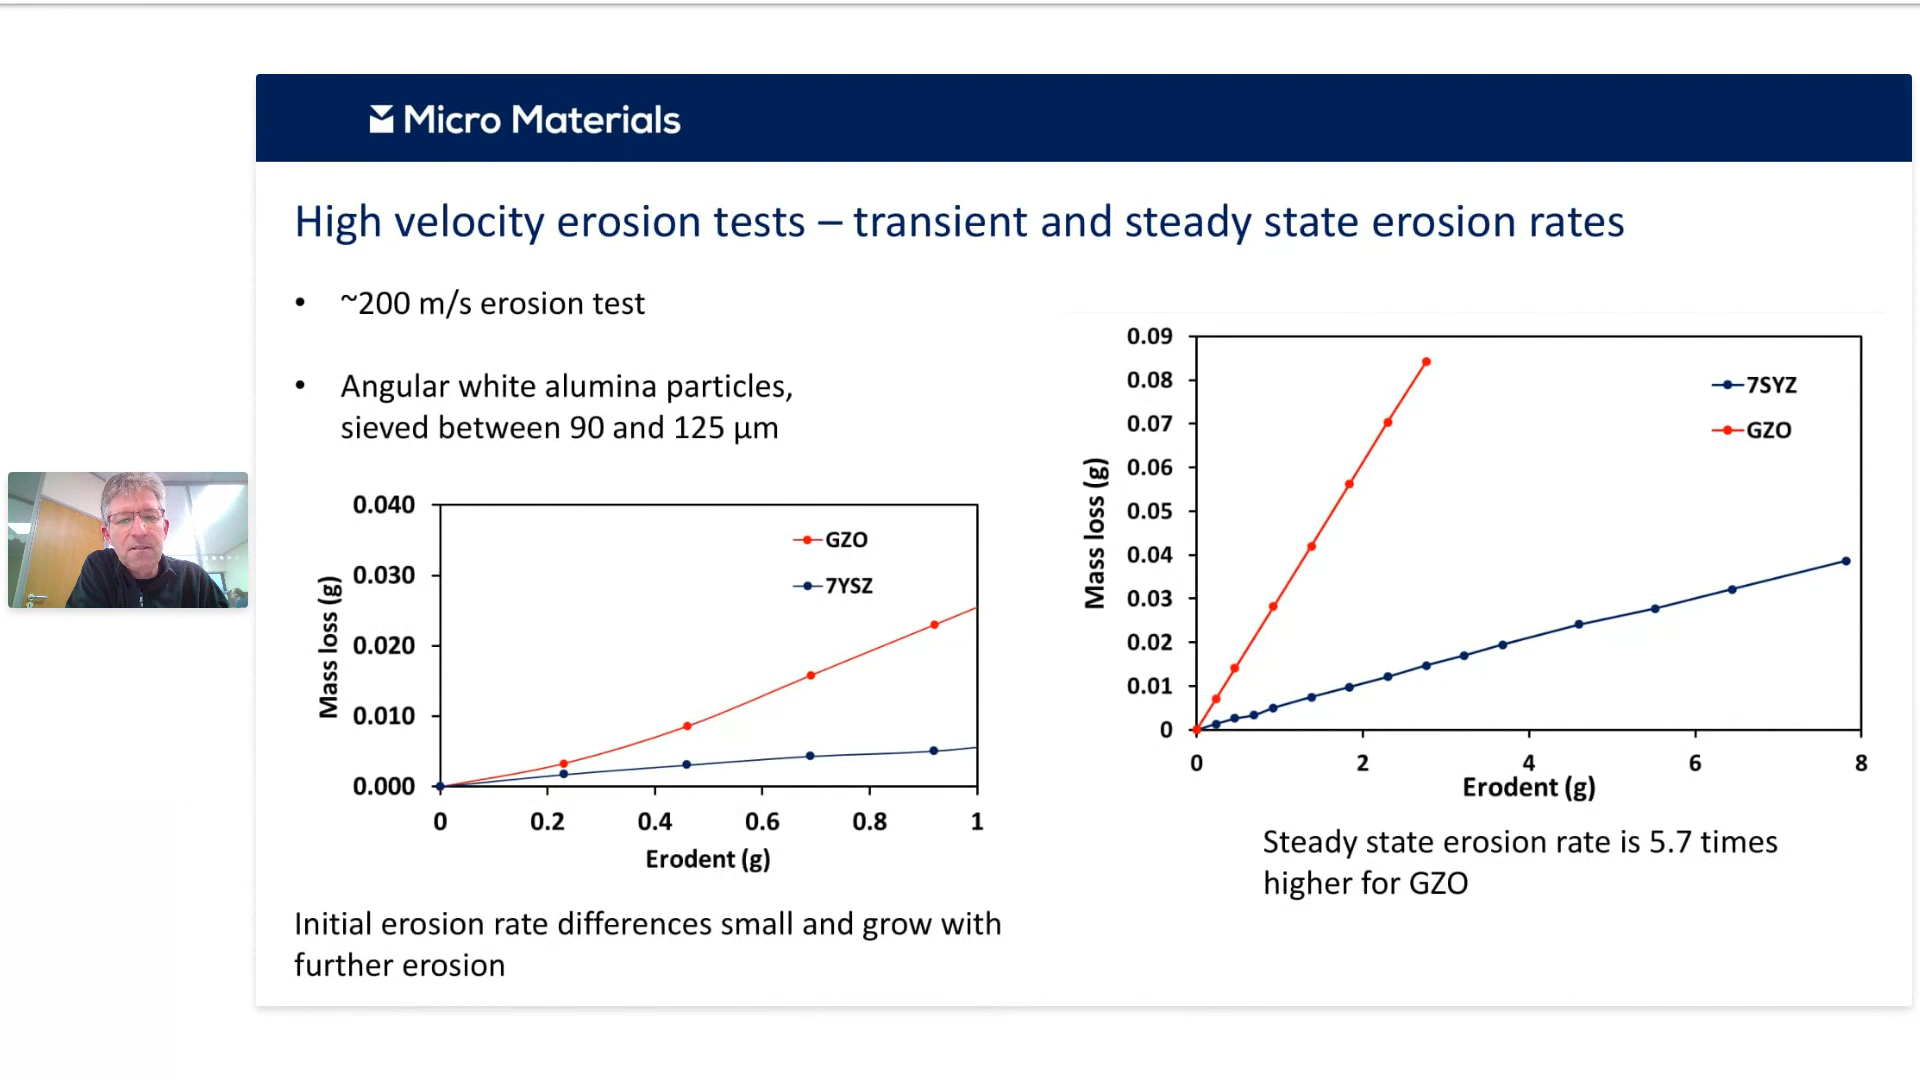 Micro Materials
High velocity erosion tests – transient and steady state erosion rates
• ~200 m/s erosion test
• Angular white alumina particles,
sieved between 90 and 125 µm
0.040
0.030
0.020
0.010
0.000
Mass loss (g)
GZO
7YSZ
0 0.2 0.4 0.6 0.8 1
Erodent (g)
Initial erosion rate differences small and grow with
further erosion
0.09
0.08
0.07
0.06
0.05
0.04
0.03
0.02
0.01
0
Mass loss (g)
7SYZ
GZO
0 2 4 6 8
Erodent (g)
Steady state erosion rate is 5.7 times
higher for GZO